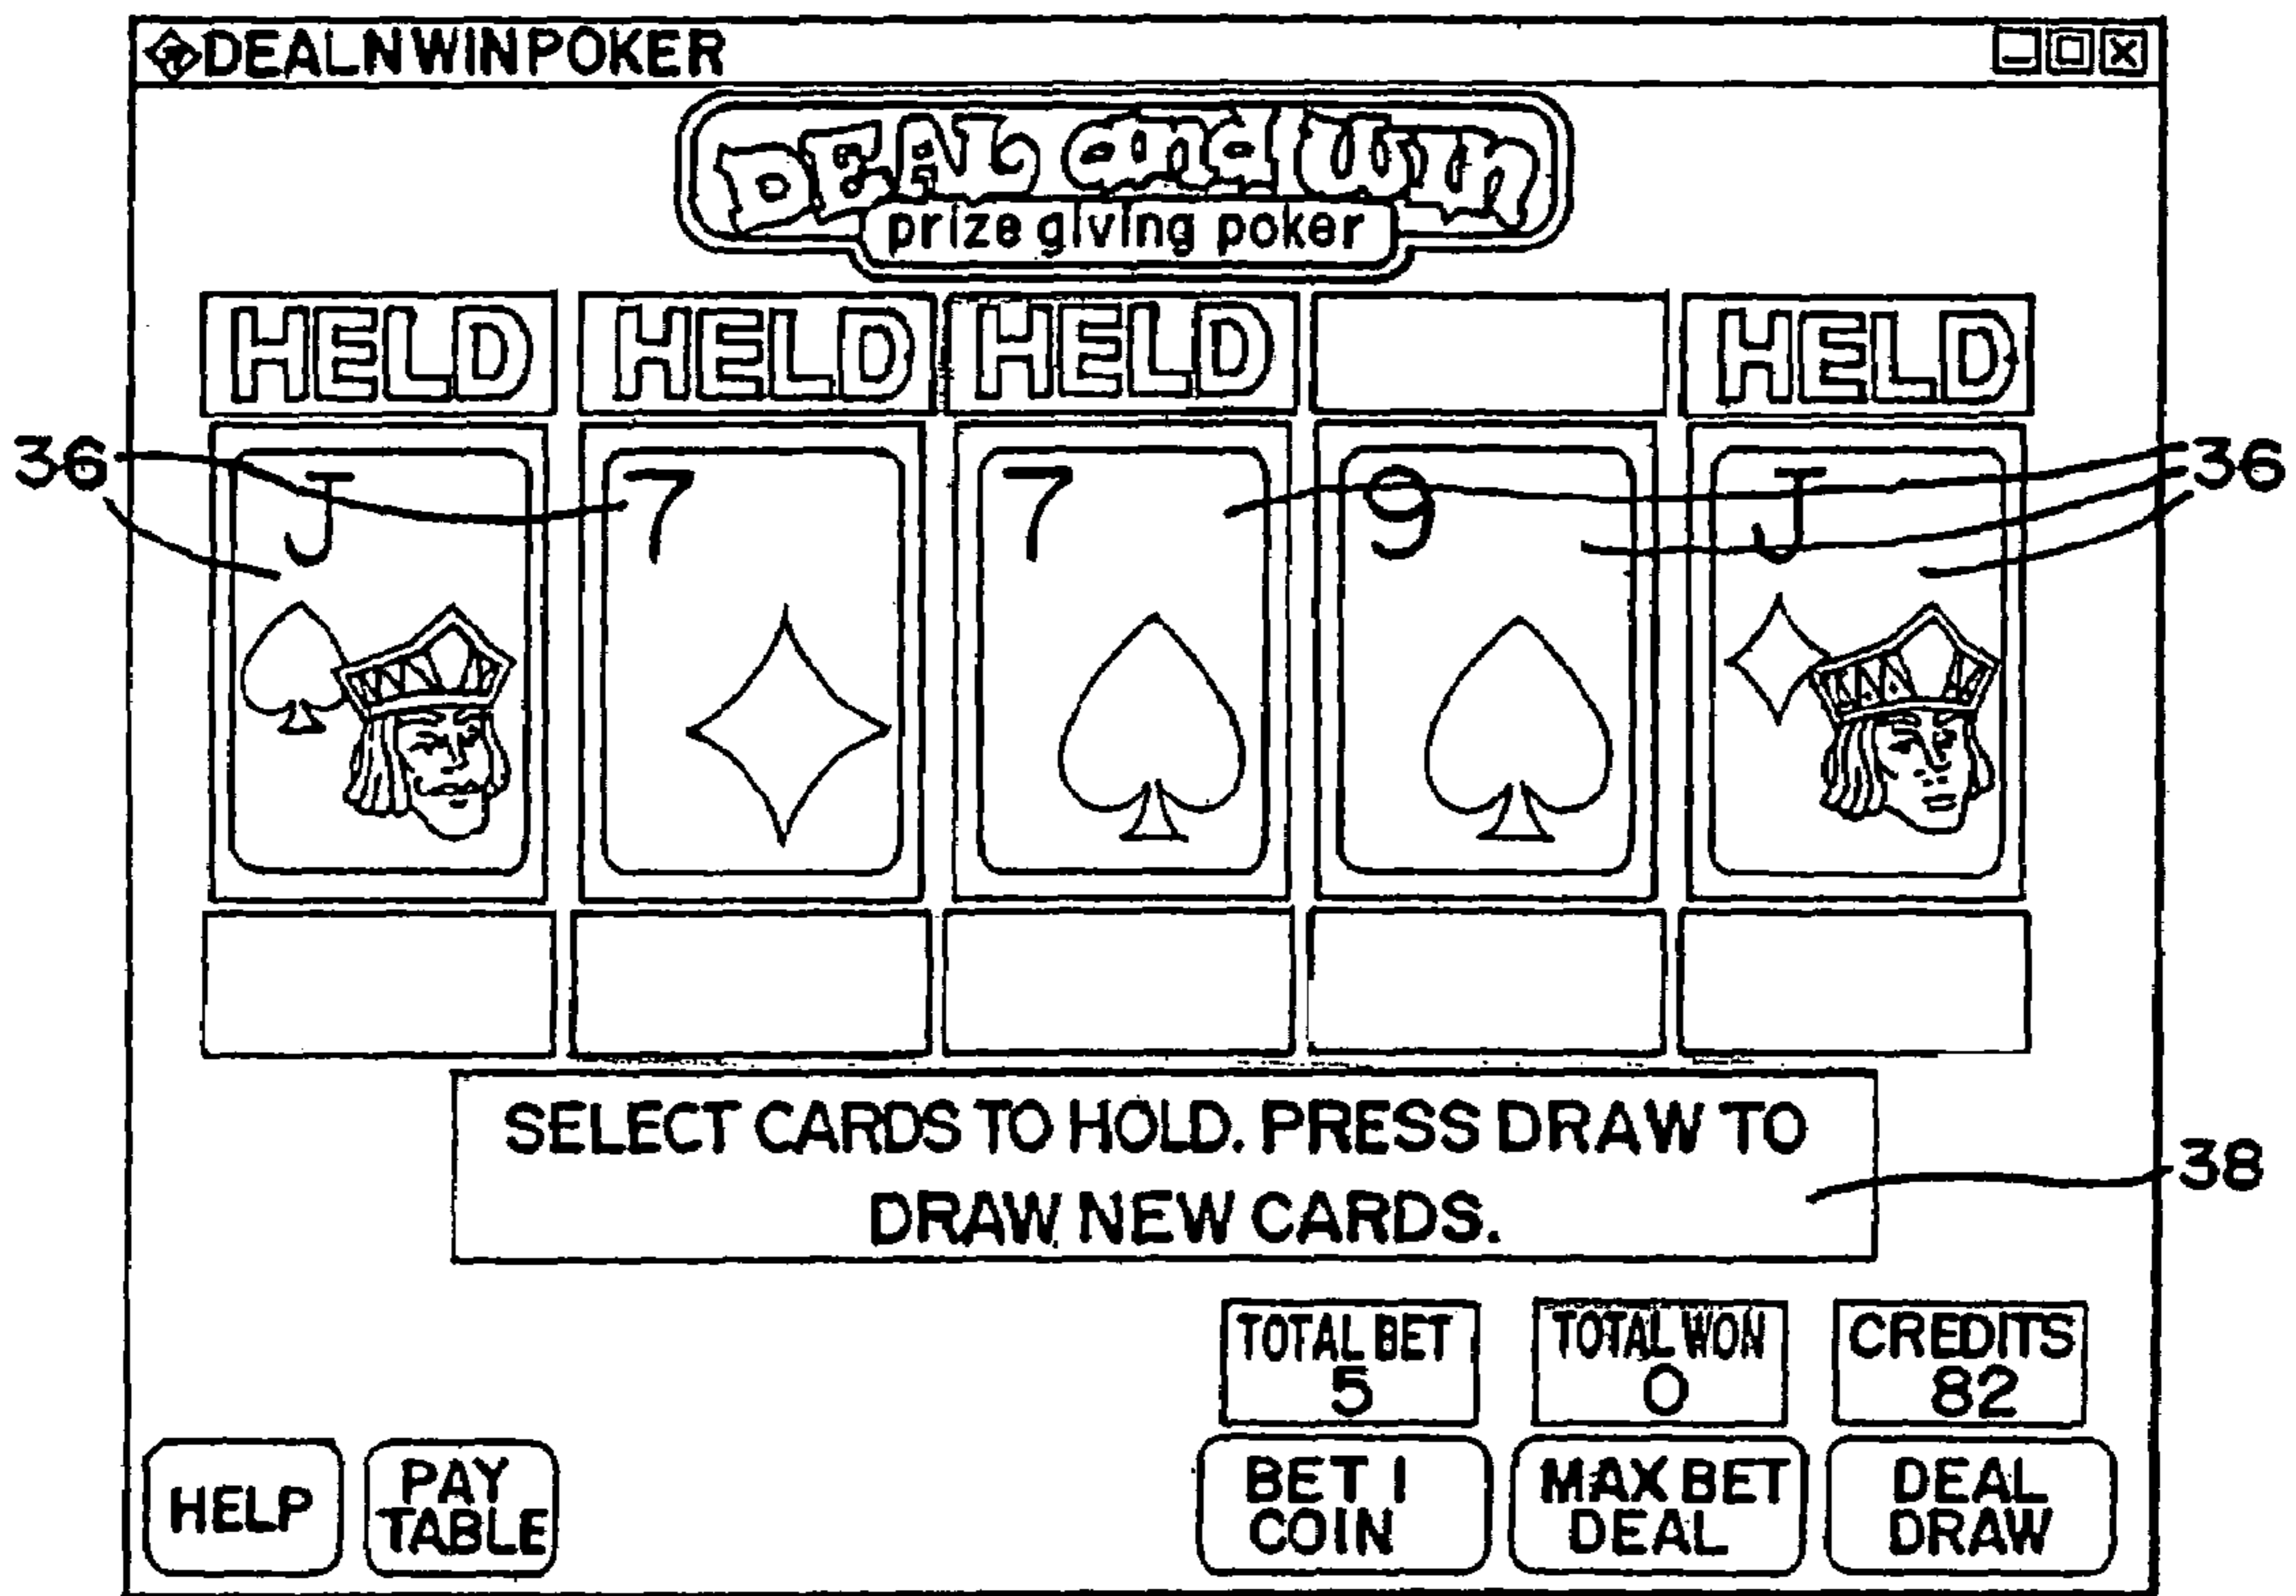 DEALNWINPOKER
DEAL and Win
prize giving poker
HELD HELD HELD HELD
36 J 7 7 9 J 36
SELECT CARDS TO HOLD. PRESS DRAW TO
DRAW NEW CARDS.
38
TOTAL BET TOTAL WON CREDITS
5 0 82
HELP
PAY
TABLE
BET 1
COIN
MAX BET
DEAL
DEAL
DRAW